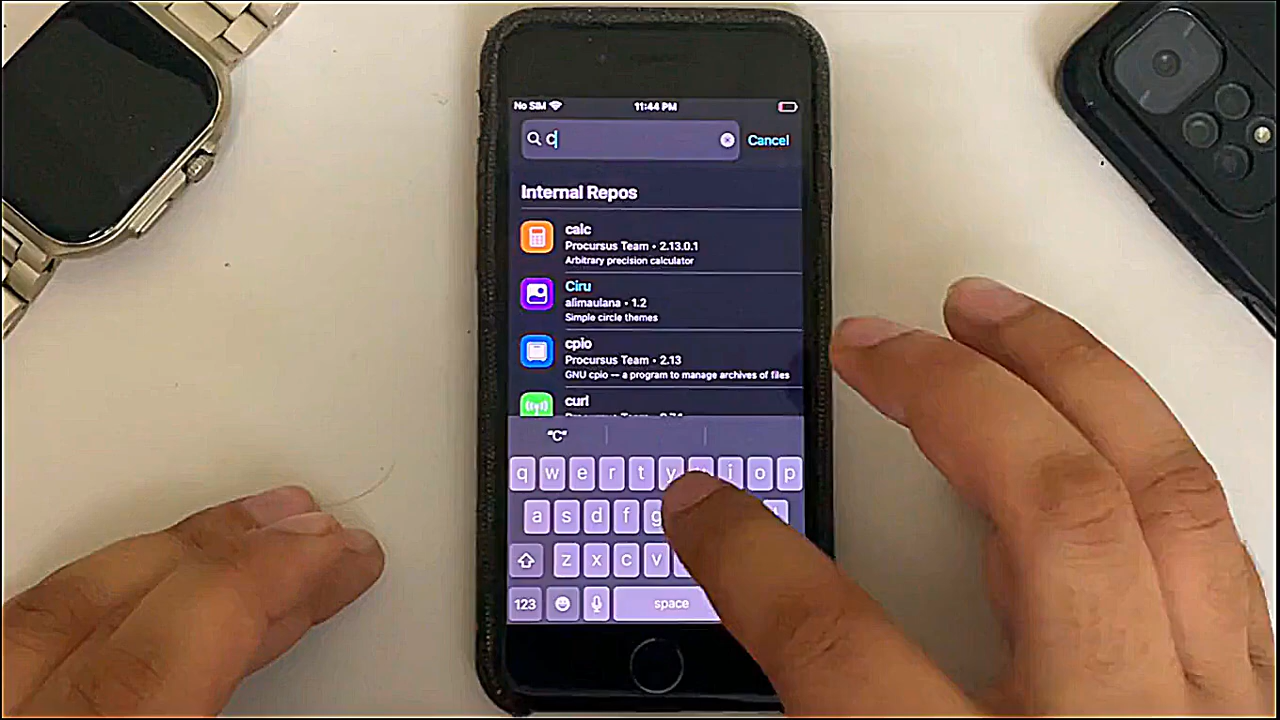 No SIM
11:44 PM
C
Cancel
Internal Repos
calc
Procursus Team • 2.13.0.1
Arbitrary precision calculator
Ciru
alimaulana • 1.2
Simple circle themes
cpio
Procursus Team • 2.13
GNU cpio — a program to manage archives of files
curl
Procursus Team
"C"
q w e r t y i o p
a s d f g
z x c v
123
space